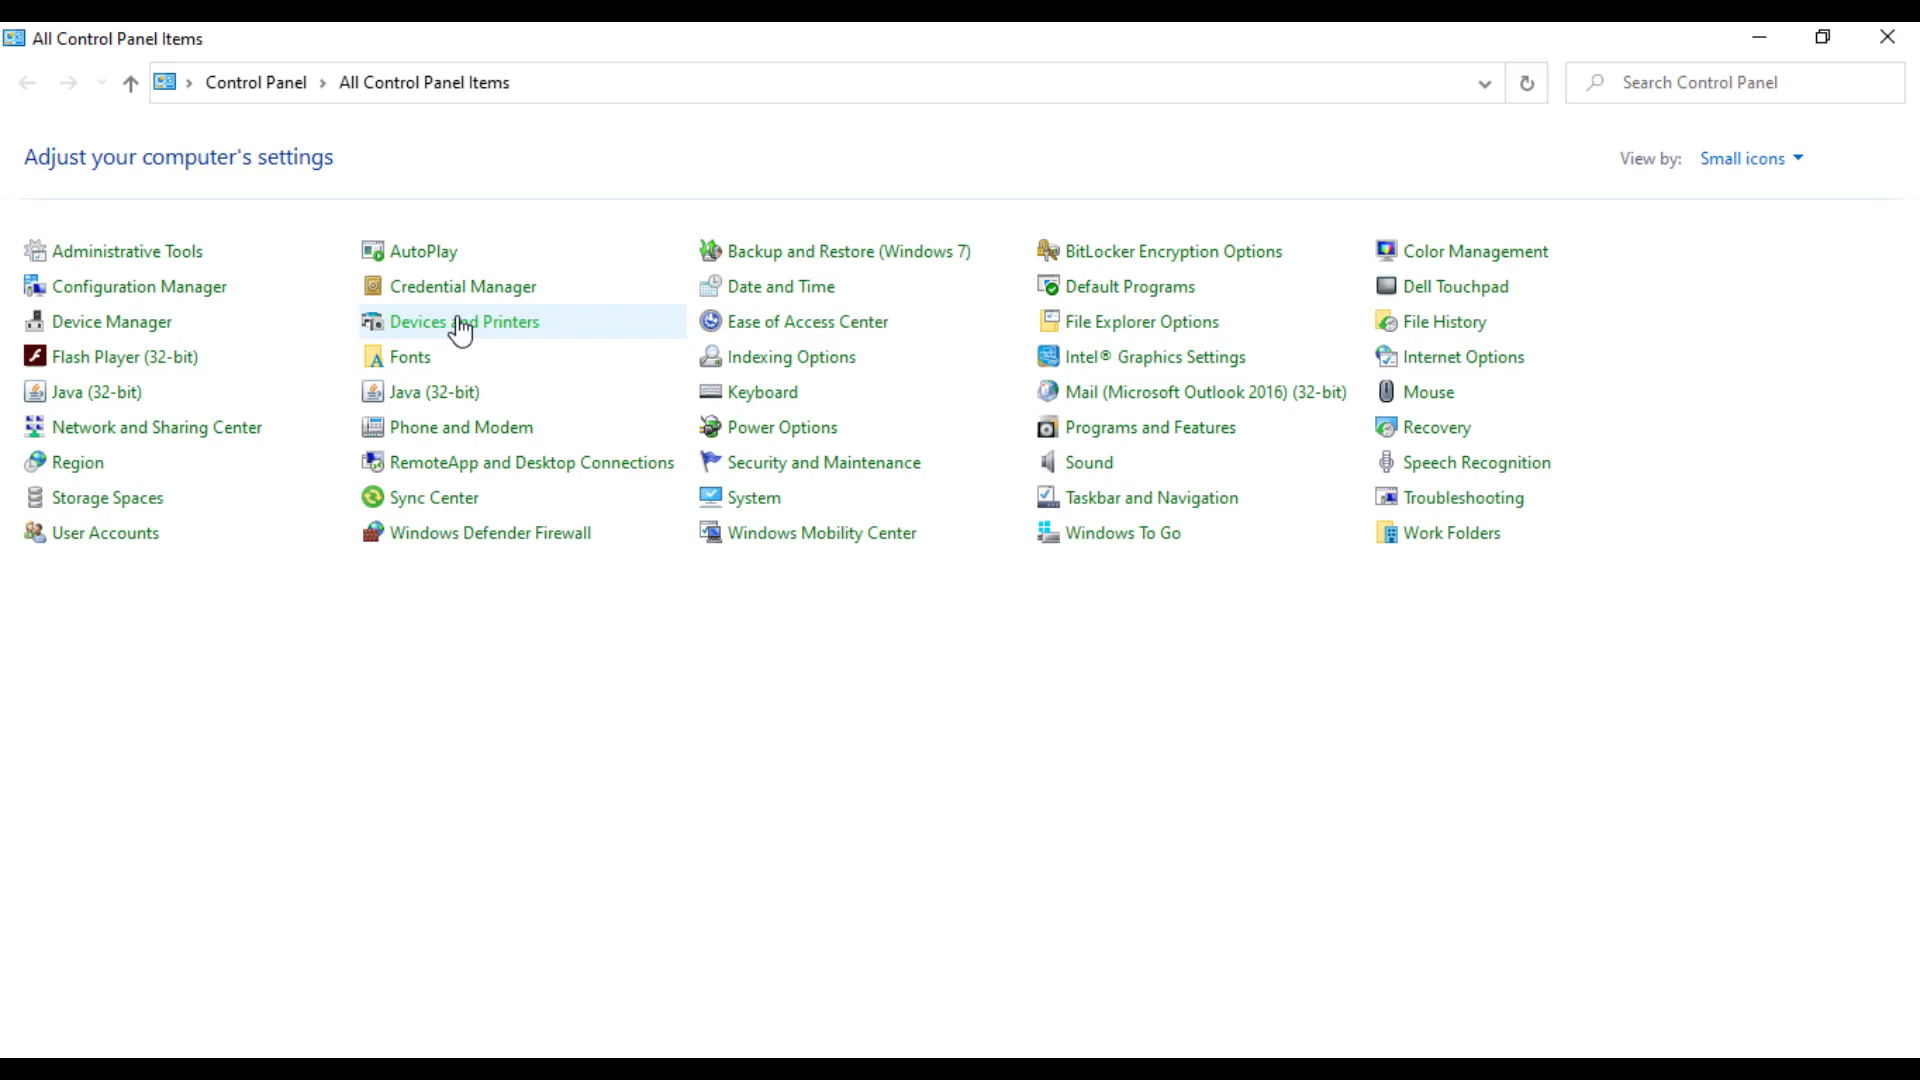 All Control Panel Items
Control Panel > All Control Panel Items
Search Control Panel
Adjust your computer's settings
View by: Small icons
Administrative Tools
AutoPlay
Backup and Restore (Windows 7)
BitLocker Encryption Options
Color Management
Configuration Manager
Credential Manager
Date and Time
Default Programs
Dell Touchpad
Device Manager
Devices and Printers
Ease of Access Center
File Explorer Options
File History
Flash Player (32-bit)
Fonts
Indexing Options
Intel® Graphics Settings
Internet Options
Java (32-bit)
Java (32-bit)
Keyboard
Mail (Microsoft Outlook 2016) (32-bit)
Mouse
Network and Sharing Center
Phone and Modem
Power Options
Programs and Features
Recovery
Region
RemoteApp and Desktop Connections
Security and Maintenance
Sound
Speech Recognition
Storage Spaces
Sync Center
System
Taskbar and Navigation
Troubleshooting
User Accounts
Windows Defender Firewall
Windows Mobility Center
Windows To Go
Work Folders